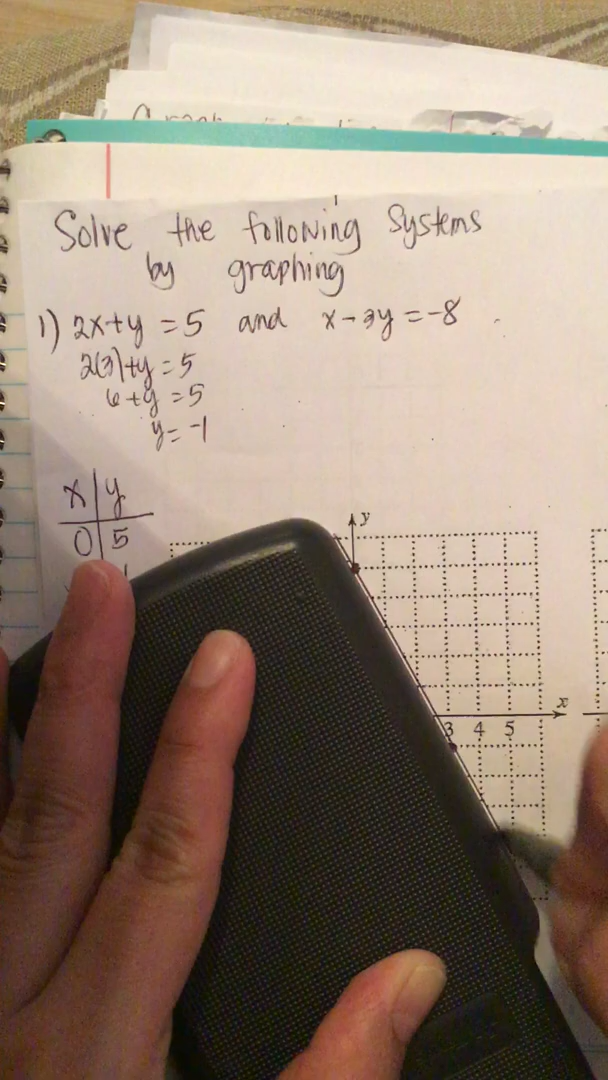 Solve the following Systems
by graphing
1) 2x+y = 5 and x - 3y = -8
2(3)+y = 5
6+y = 5
y = -1
x y
0 5
y
x
3 4 5